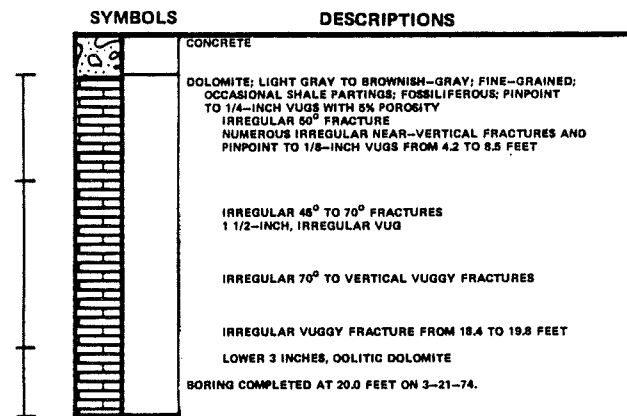 SYMBOLS DESCRIPTIONS
CONCRETE
DOLOMITE; LIGHT GRAY TO BROWNISH-GRAY; FINE-GRAINED;
OCCASIONAL SHALE PARTINGS; FOSSILIFEROUS; PINPOINT
TO 1/4-INCH VUGS WITH 5% POROSITY
IRREGULAR 50° FRACTURE
NUMEROUS IRREGULAR NEAR-VERTICAL FRACTURES AND
PINPOINT TO 1/8-INCH VUGS FROM 4.2 TO 8.5 FEET
IRREGULAR 45° TO 70° FRACTURES
1 1/2-INCH, IRREGULAR VUG
IRREGULAR 70° TO VERTICAL VUGGY FRACTURES
IRREGULAR VUGGY FRACTURE FROM 18.4 TO 19.8 FEET
LOWER 3 INCHES, OOLITIC DOLOMITE
BORING COMPLETED AT 20.0 FEET ON 3-21-74.